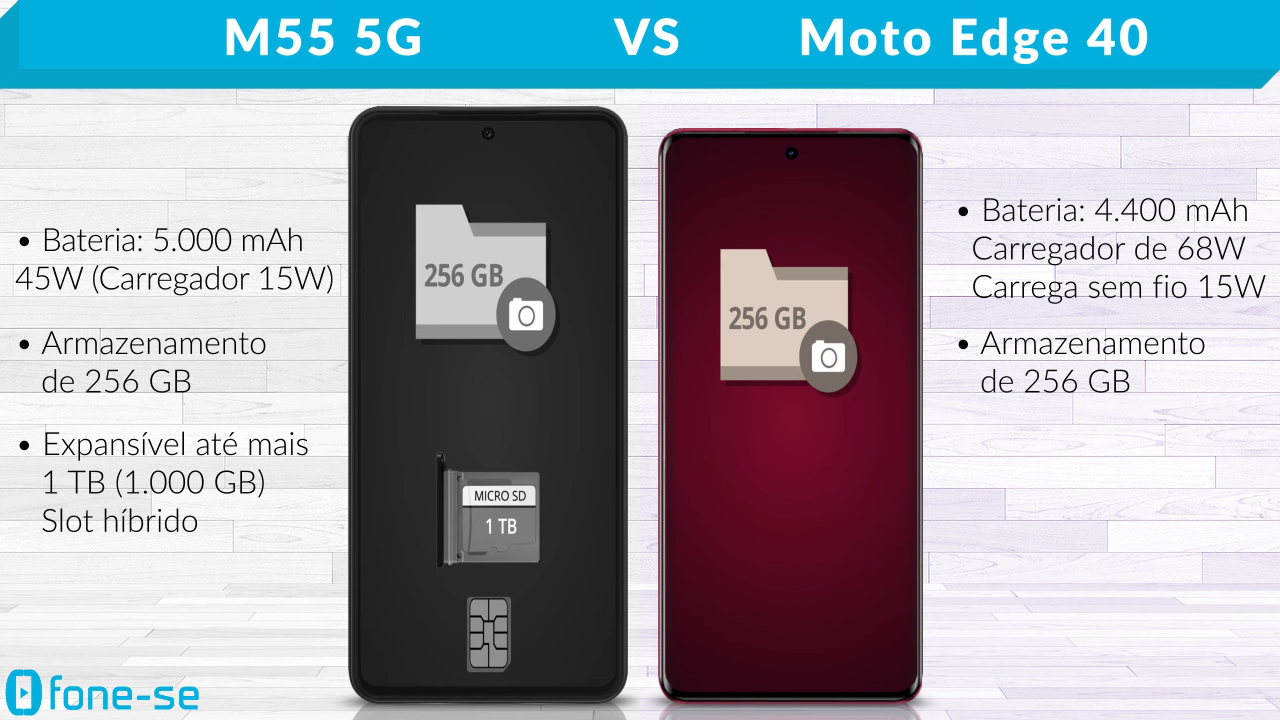 M55 5G VS Moto Edge 40
• Bateria: 5.000 mAh
45W (Carregador 15W)
• Armazenamento
de 256 GB
• Expansível até mais
1 TB (1.000 GB)
Slot híbrido
256 GB
MICRO SD
1 TB
256 GB
• Bateria: 4.400 mAh
Carregador de 68W
Carrega sem fio 15W
• Armazenamento
de 256 GB
fone-se